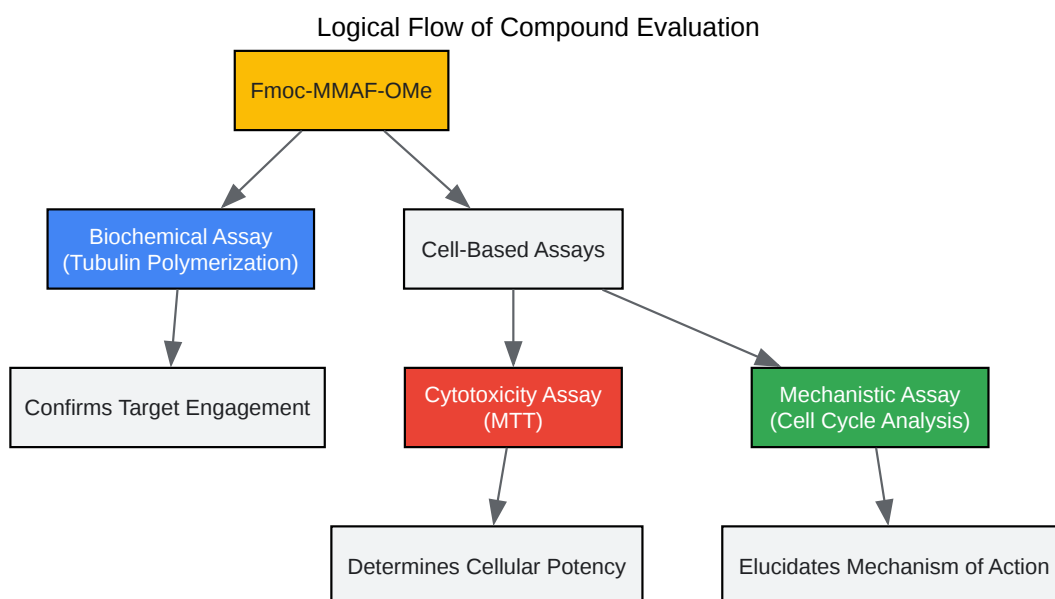 Logical Flow of Compound Evaluation
Fmoc-MMAF-OMe
Biochemical Assay
(Tubulin Polymerization)
Cell-Based Assays
Confirms Target Engagement
Cytotoxicity Assay
(MTT)
Mechanistic Assay
(Cell Cycle Analysis)
Determines Cellular Potency
Elucidates Mechanism of Action